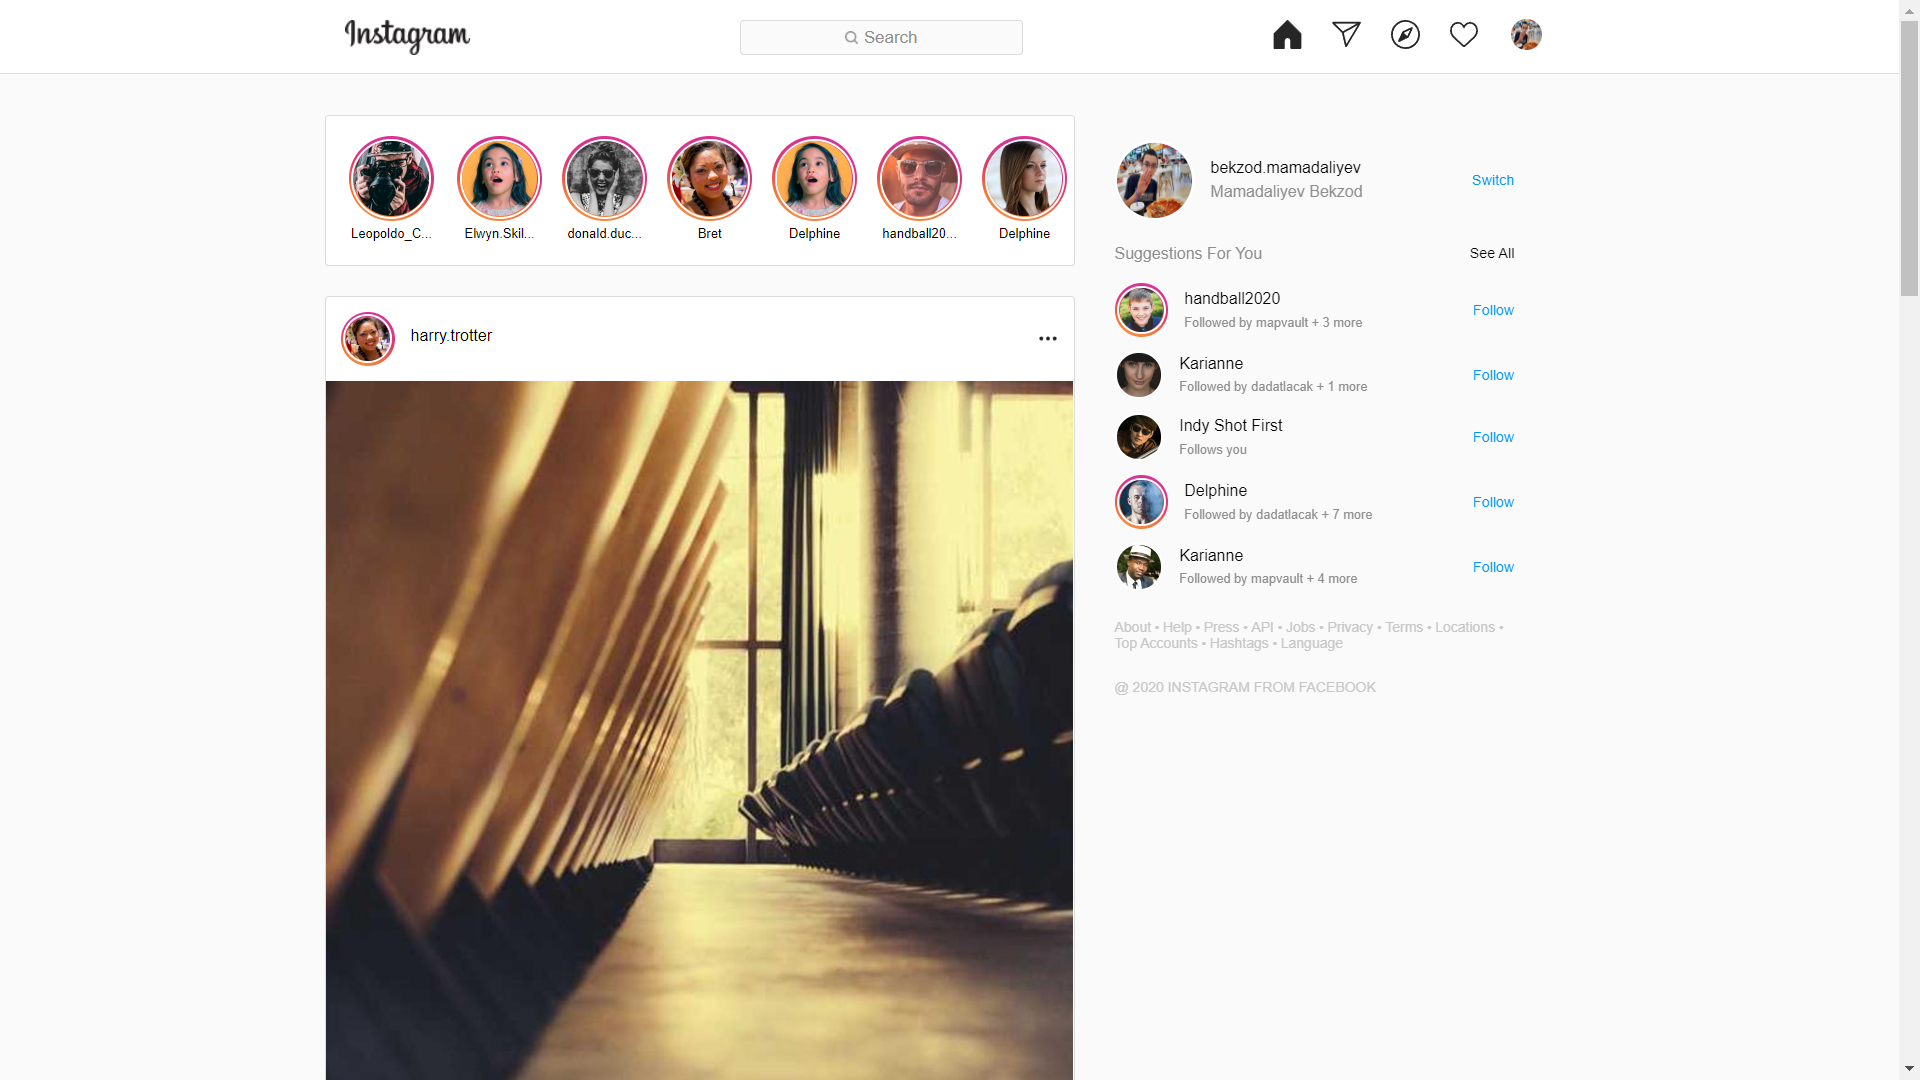 Instagram
Search
Leopoldo_C...
Elwyn.Skil...
donald.duc...
Bret
Delphine
handball20...
Delphine
bekzod.mamadaliyev
Mamadaliyev Bekzod
Switch
Suggestions For You
See All
handball2020
Followed by mapvault + 3 more
Follow
Karianne
Followed by dadatlacak + 1 more
Follow
Indy Shot First
Follows you
Follow
Delphine
Followed by dadatlacak + 7 more
Follow
Karianne
Followed by mapvault + 4 more
Follow
About • Help • Press • API • Jobs • Privacy • Terms • Locations •
Top Accounts • Hashtags • Language
@ 2020 INSTAGRAM FROM FACEBOOK
harry.trotter